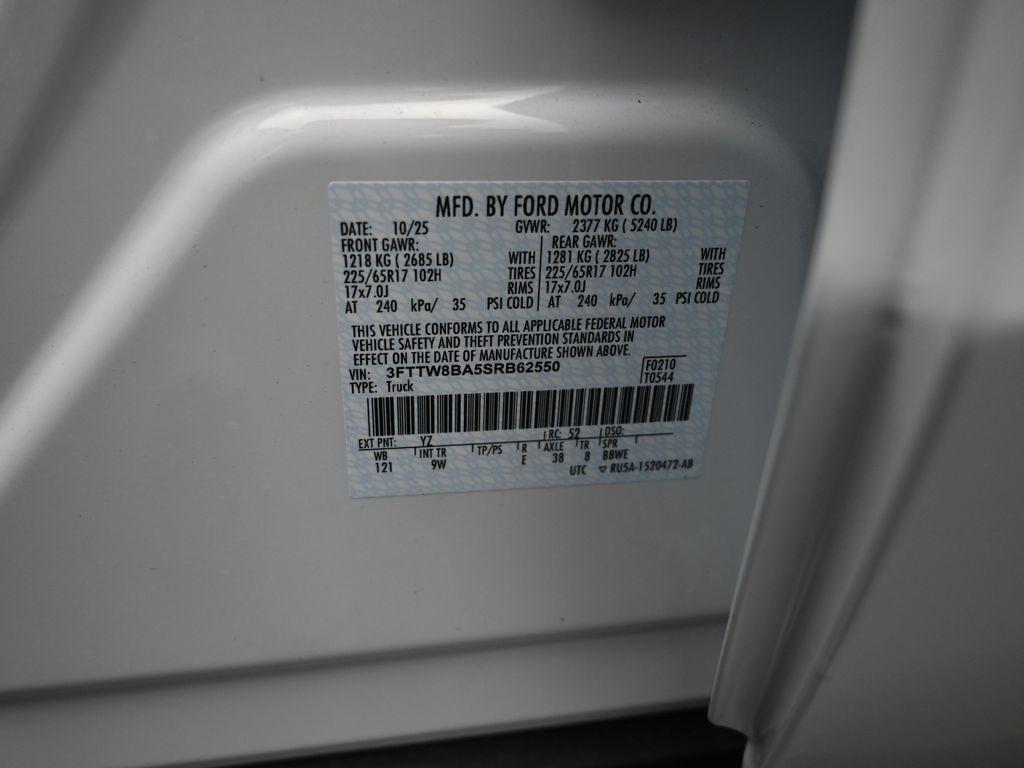 MFD. BY FORD MOTOR CO.
DATE: 10/25 GVWR: 2377 KG ( 5240 LB)
FRONT GAWR: REAR GAWR:
1218 KG ( 2685 LB) WITH 1281 KG ( 2825 LB) WITH
225/65R17 102H TIRES 225/65R17 102H TIRES
17x7.0J RIMS 17x7.0J RIMS
AT 240 kPa/ 35 PSI COLD AT 240 kPa/ 35 PSI COLD
THIS VEHICLE CONFORMS TO ALL APPLICABLE FEDERAL MOTOR
VEHICLE SAFETY AND THEFT PREVENTION STANDARDS IN
EFFECT ON THE DATE OF MANUFACTURE SHOWN ABOVE.
VIN: 3FTTW8BA5SRB62550 F0210
TYPE: Truck T0544
EXT PNT: YZ RC: 52 DSO:
WB INT TR TP/PS R AXLE TR SPR
121 9W E 38 8 BBWE
UTC RU5A-1520472-AB